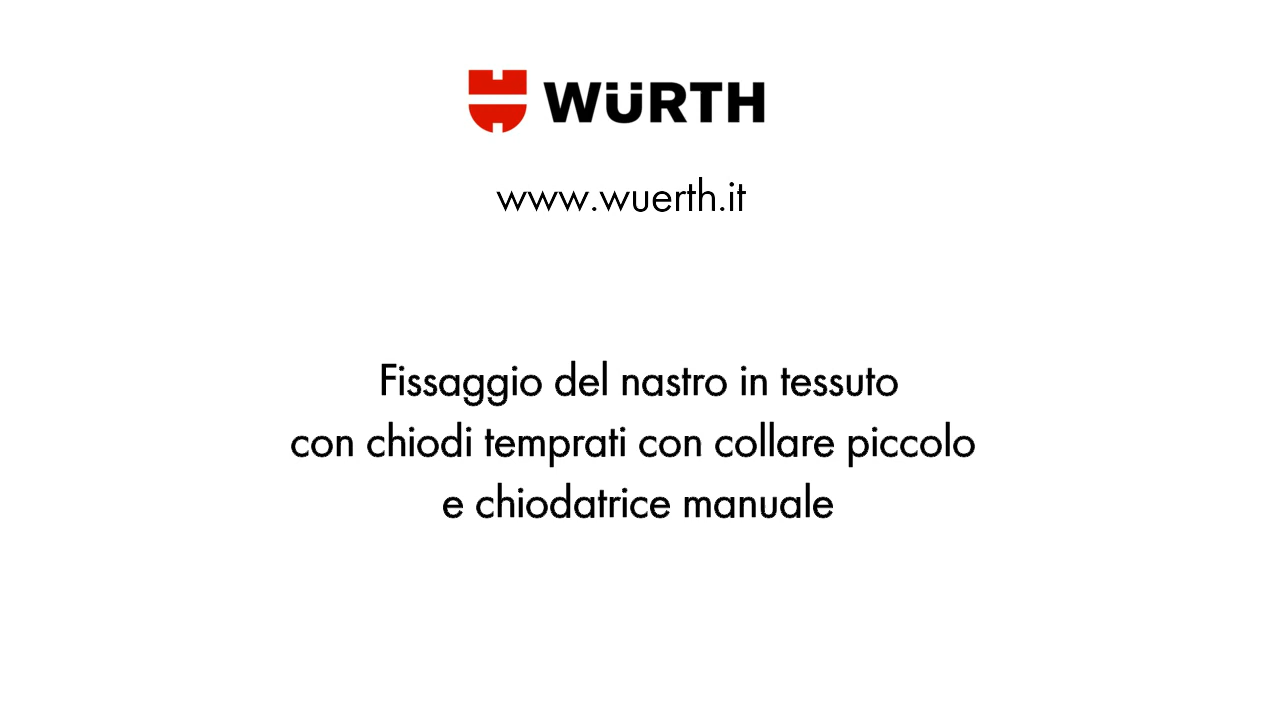 WÜRTH
www.wuerth.it
Fissaggio del nastro in tessuto
con chiodi temprati con collare piccolo
e chiodatrice manuale